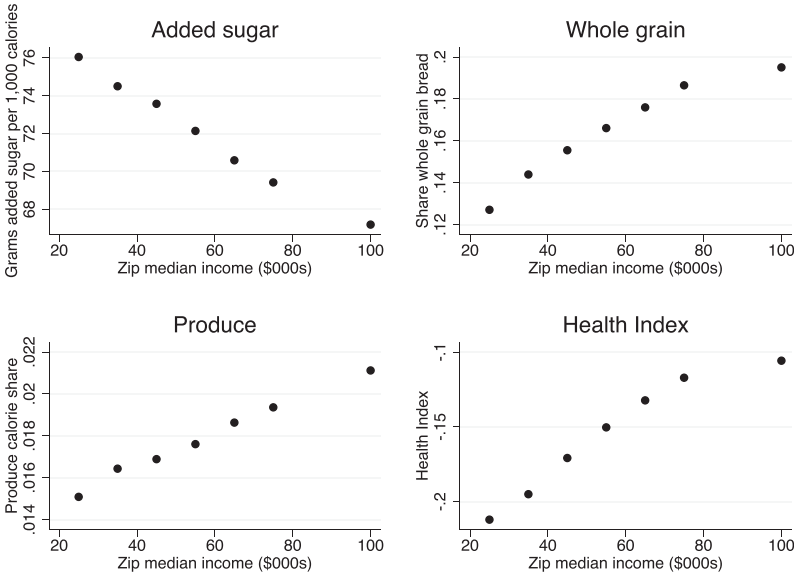 Added sugar
Grams added sugar per 1,000 calories
76
74
72
70
68
20 40 60 80 100
Zip median income ($000s)
Whole grain
Share whole grain bread
.2
.18
.16
.14
.12
20 40 60 80 100
Zip median income ($000s)
Produce
Produce calorie share
.022
.02
.018
.016
.014
20 40 60 80 100
Zip median income ($000s)
Health Index
Health Index
-.1
-.15
-.2
20 40 60 80 100
Zip median income ($000s)